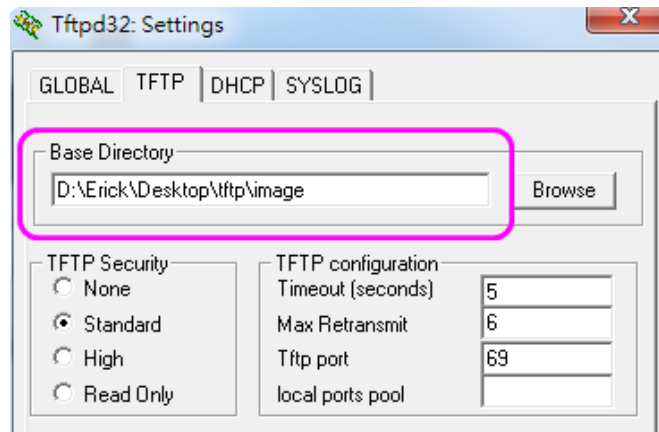 Tftpd32: Settings
GLOBAL TFTP DHCP SYSLOG
Base Directory
D:\Erick\Desktop\tftp\image
Browse
TFTP Security
None
Standard
High
Read Only
TFTP configuration
Timeout (seconds) 5
Max Retransmit 6
Tftp port 69
local ports pool